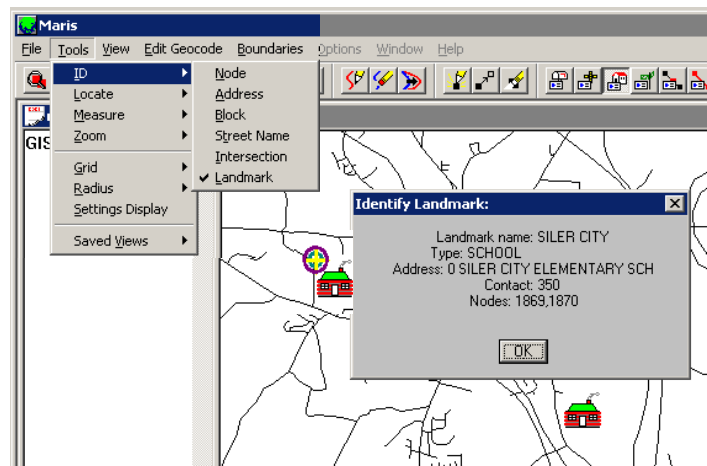 Maris
File Tools View Edit Geocode Boundaries Options Window Help
ID
Locate
Measure
Zoom
Grid
Radius
Settings Display
Saved Views
Node
Address
Block
Street Name
Intersection
Landmark
GIS
Identify Landmark:
Landmark name: SILER CITY
Type: SCHOOL
Address: 0 SILER CITY ELEMENTARY SCH
Contact: 350
Nodes: 1869,1870
OK